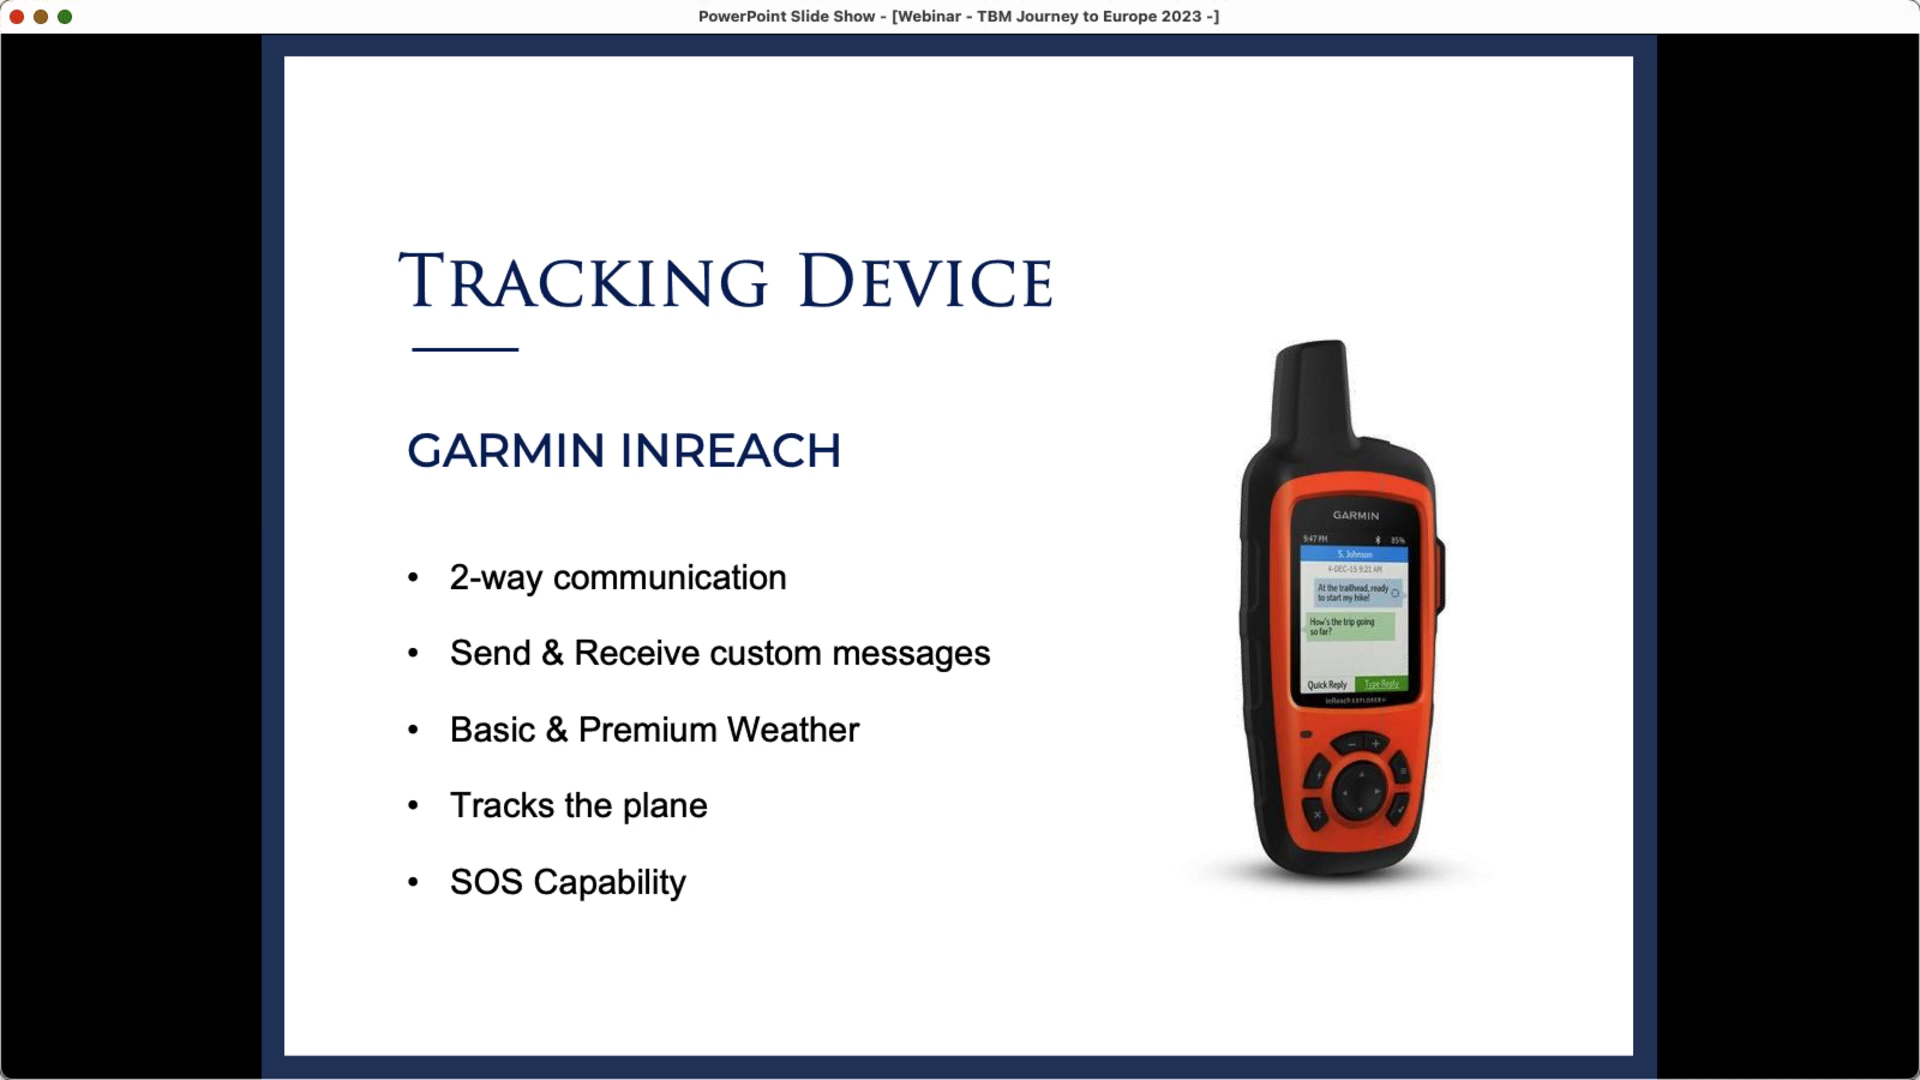 PowerPoint Slide Show - [Webinar - TBM Journey to Europe 2023 -]
TRACKING DEVICE
GARMIN INREACH
• 2-way communication
• Send & Receive custom messages
• Basic & Premium Weather
• Tracks the plane
• SOS Capability
GARMIN
9:47 PM 85%
S. Johnson
4-DEC-15 9:21 AM
At the trailhead, ready
to start my hike!
How's the trip going
so far?
Quick Reply Type Reply
inReach EXPLORER+